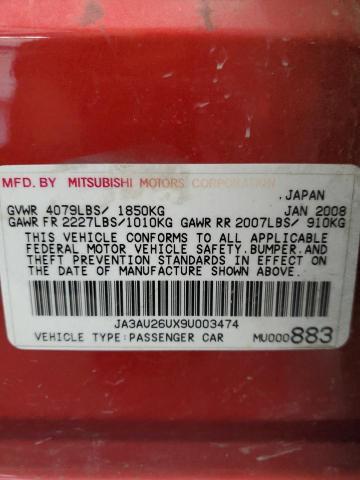 MFD. BY MITSUBISHI MOTORS CORPORATION
, JAPAN
GVWR 4079LBS/ 1850KG JAN 2008
GAWR FR 2227LBS/1010KG GAWR RR 2007LBS/ 910KG
THIS VEHICLE CONFORMS TO ALL APPLICABLE
FEDERAL MOTOR VEHICLE SAFETY,BUMPER,AND
THEFT PREVENTION STANDARDS IN EFFECT ON
THE DATE OF MANUFACTURE SHOWN ABOVE.
JA3AU26UX9U003474
VEHICLE TYPE:PASSENGER CAR MU000883